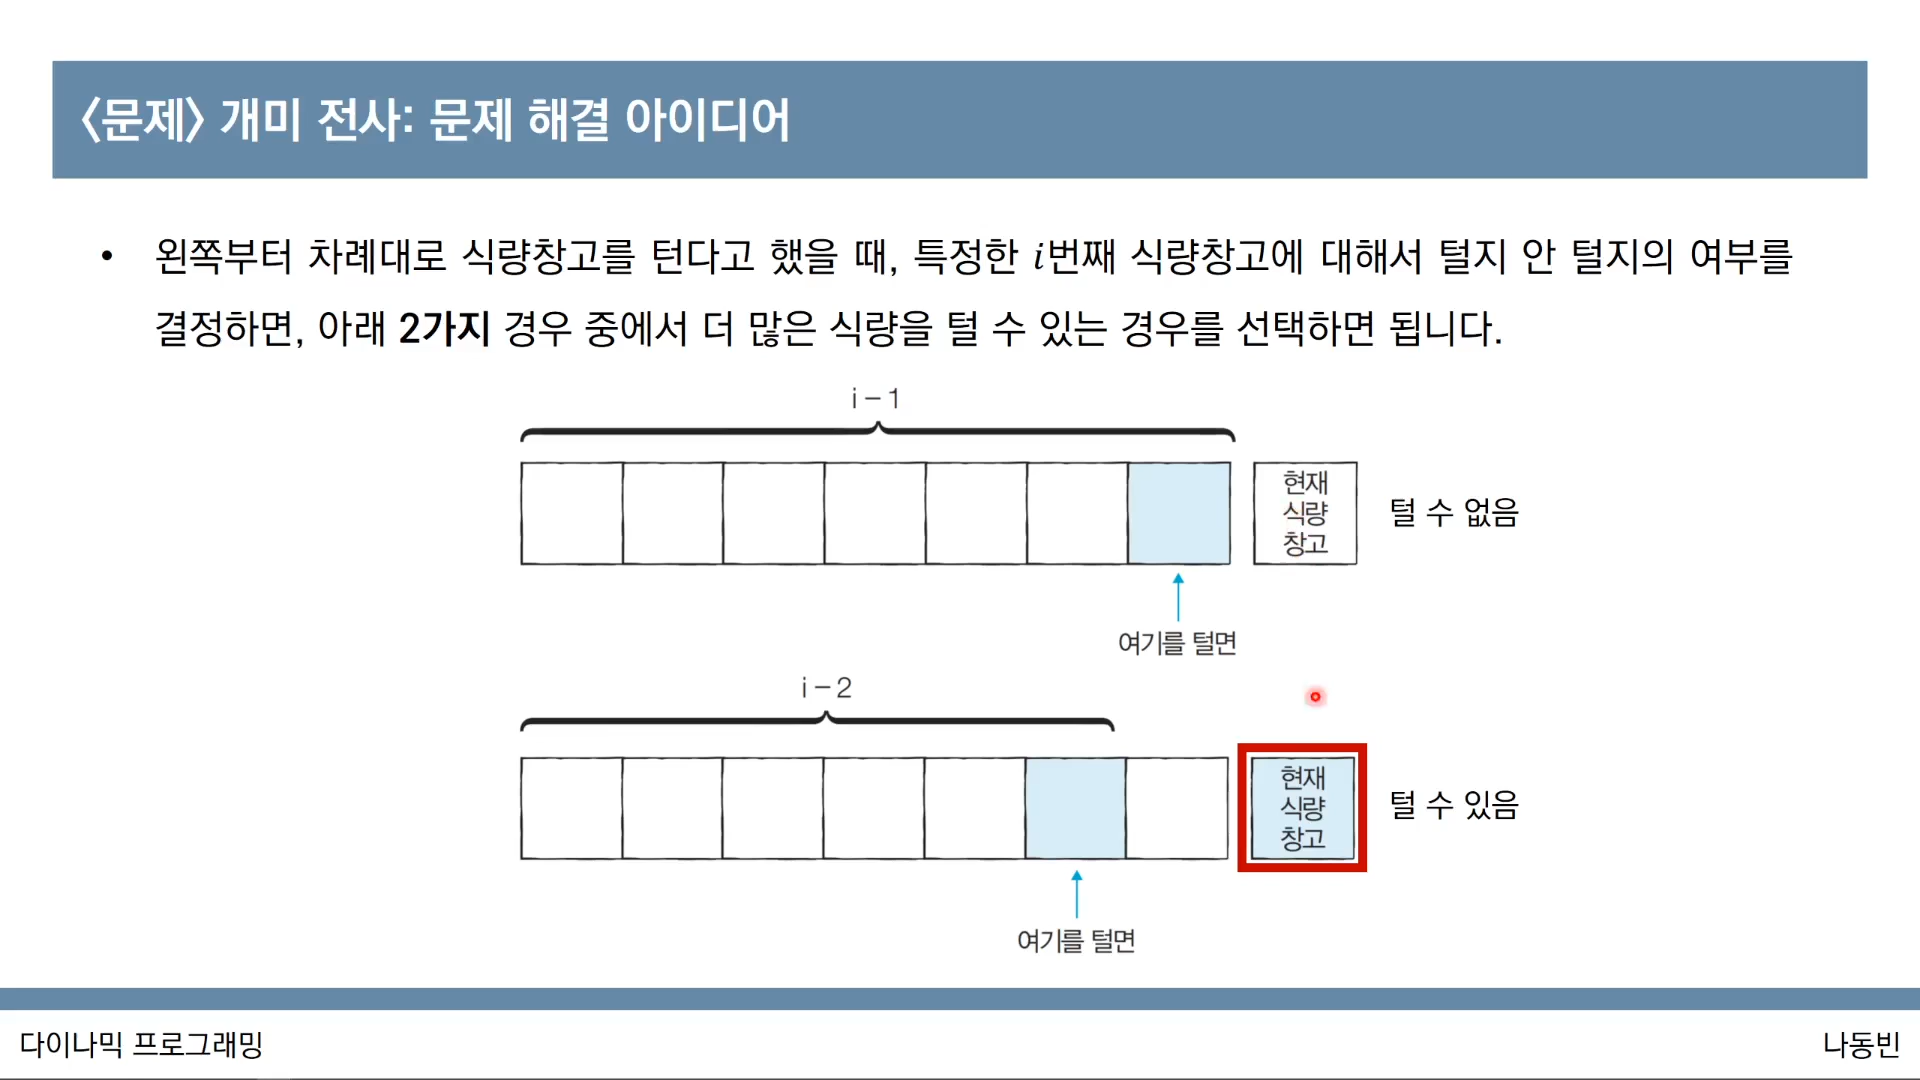 〈문제〉 개미 전사: 문제 해결 아이디어
• 왼쪽부터 차례대로 식량창고를 턴다고 했을 때, 특정한 i번째 식량창고에 대해서 털지 안 털지의 여부를
결정하면, 아래 2가지 경우 중에서 더 많은 식량을 털 수 있는 경우를 선택하면 됩니다.
i – 1
현재
식량
창고
털 수 없음
여기를 털면
i – 2
현재
식량
창고
털 수 있음
여기를 털면
다이나믹 프로그래밍
나동빈